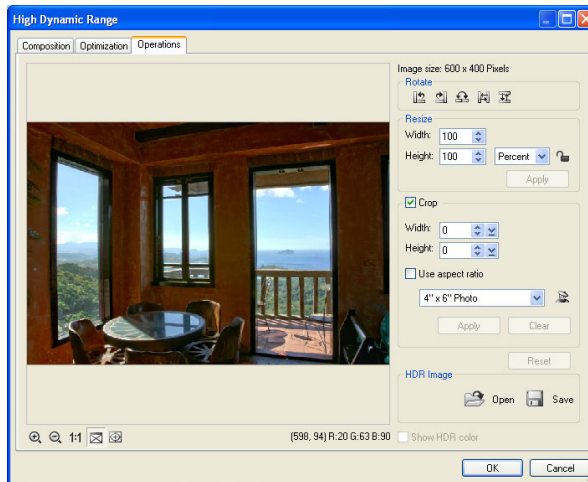 High Dynamic Range
Composition
Optimization
Operations
Image size: 600 x 400 Pixels
Rotate
Resize
Width: 100
Height: 100 Percent
Apply
Crop
Width: 0
Height: 0
Use aspect ratio
4" x 6" Photo
Apply Clear
Reset
HDR Image
Open Save
1:1 (598, 94) R:20 G:63 B:90 Show HDR color
OK Cancel